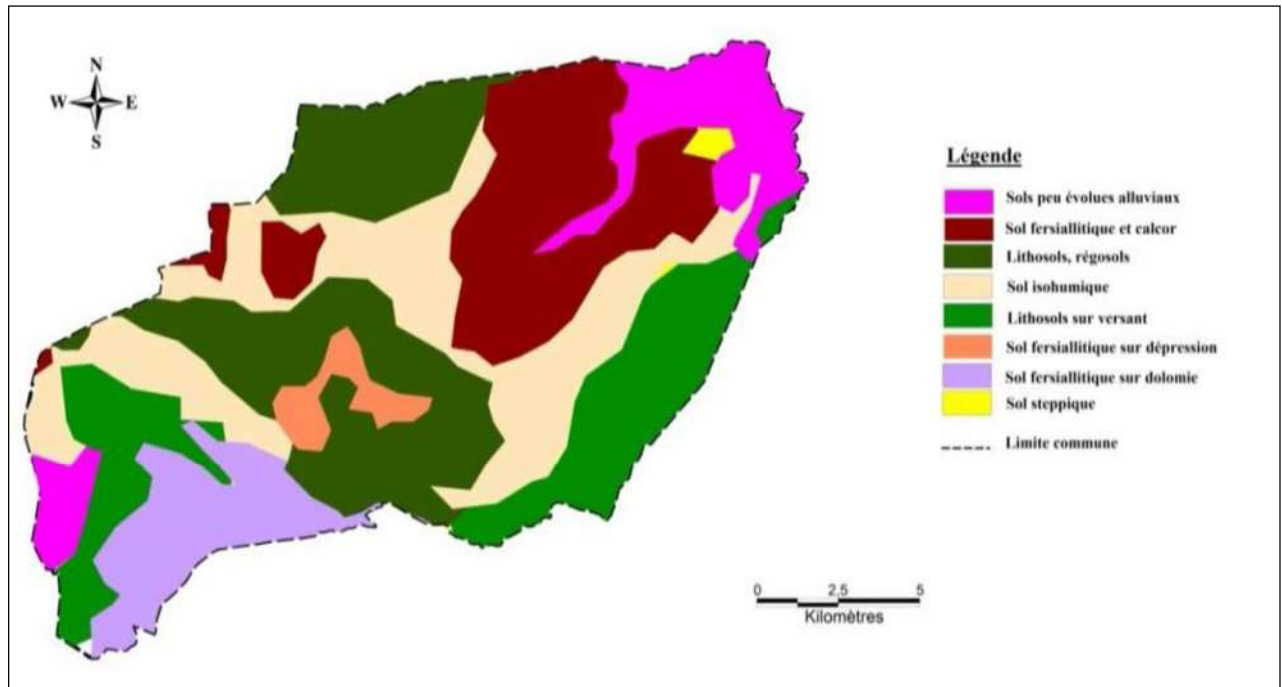 N
W E
S
Légende
Sols peu évolues alluviaux
Sol fersiallitique et calcor
Lithosols, régosols
Sol isohumique
Lithosols sur versant
Sol fersiallitique sur dépression
Sol fersiallitique sur dolomie
Sol steppique
Limite commune
0 2,5 5
Kilomètres